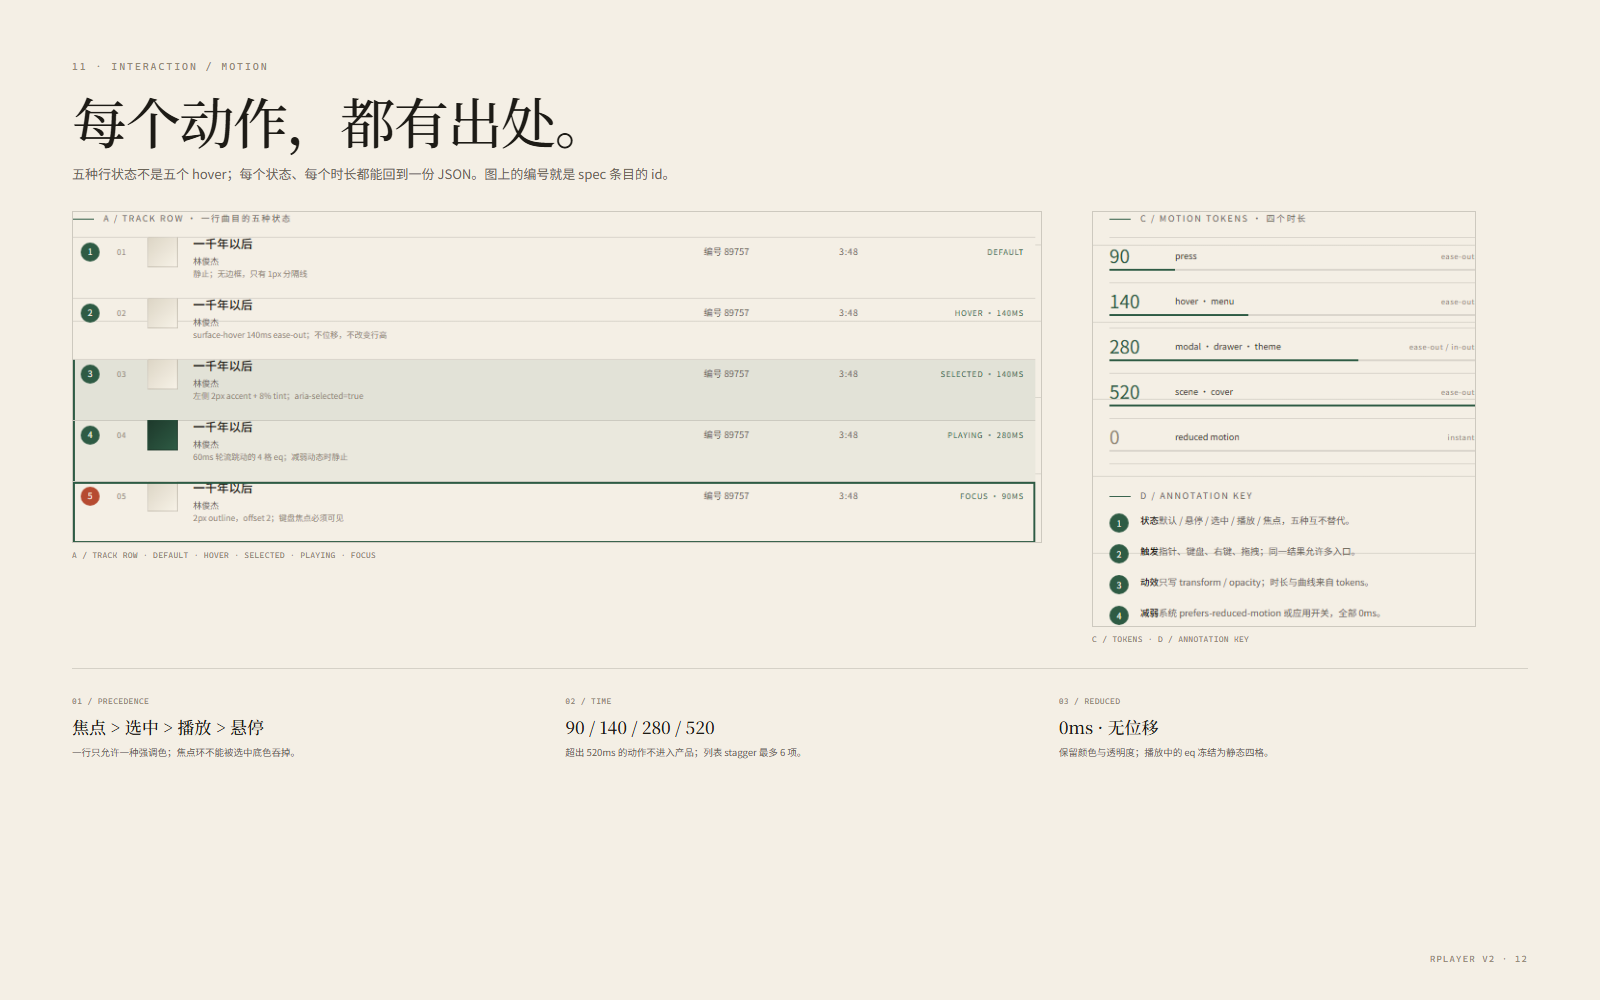 11 · INTERACTION / MOTION
每个动作，都有出处。
五种行状态不是五个 hover；每个状态、每个时长都能回到一份 JSON。图上的编号就是 spec 条目的 id。
A / TRACK ROW · 一行曲目的五种状态
1 01 一千年以后 编号 89757 3:48 DEFAULT
林俊杰
静止；无边框，只有 1px 分隔线
2 02 一千年以后 编号 89757 3:48 HOVER · 140MS
林俊杰
surface-hover 140ms ease-out；不位移，不改变行高
3 03 一千年以后 编号 89757 3:48 SELECTED · 140MS
林俊杰
左侧 2px accent + 8% tint；aria-selected=true
4 04 一千年以后 编号 89757 3:48 PLAYING · 280MS
林俊杰
60ms 轮流跳动的 4 格 eq；减弱动态时静止
5 05 一千年以后 编号 89757 3:48 FOCUS · 90MS
林俊杰
2px outline，offset 2；键盘焦点必须可见
A / TRACK ROW · DEFAULT · HOVER · SELECTED · PLAYING · FOCUS
C / MOTION TOKENS · 四个时长
90 press ease-out
140 hover · menu ease-out
280 modal · drawer · theme ease-out / in-out
520 scene · cover ease-out
0 reduced motion instant
D / ANNOTATION KEY
1 状态默认 / 悬停 / 选中 / 播放 / 焦点，五种互不替代。
2 触发指针、键盘、右键、拖拽；同一结果允许多入口。
3 动效只写 transform / opacity；时长与曲线来自 tokens。
4 减弱系统 prefers-reduced-motion 或应用开关，全部 0ms。
C / TOKENS · D / ANNOTATION KEY
01 / PRECEDENCE
焦点 > 选中 > 播放 > 悬停
一行只允许一种强调色；焦点环不能被选中底色吞掉。
02 / TIME
90 / 140 / 280 / 520
超出 520ms 的动作不进入产品；列表 stagger 最多 6 项。
03 / REDUCED
0ms · 无位移
保留颜色与透明度；播放中的 eq 冻结为静态四格。
RPLAYER V2 · 12